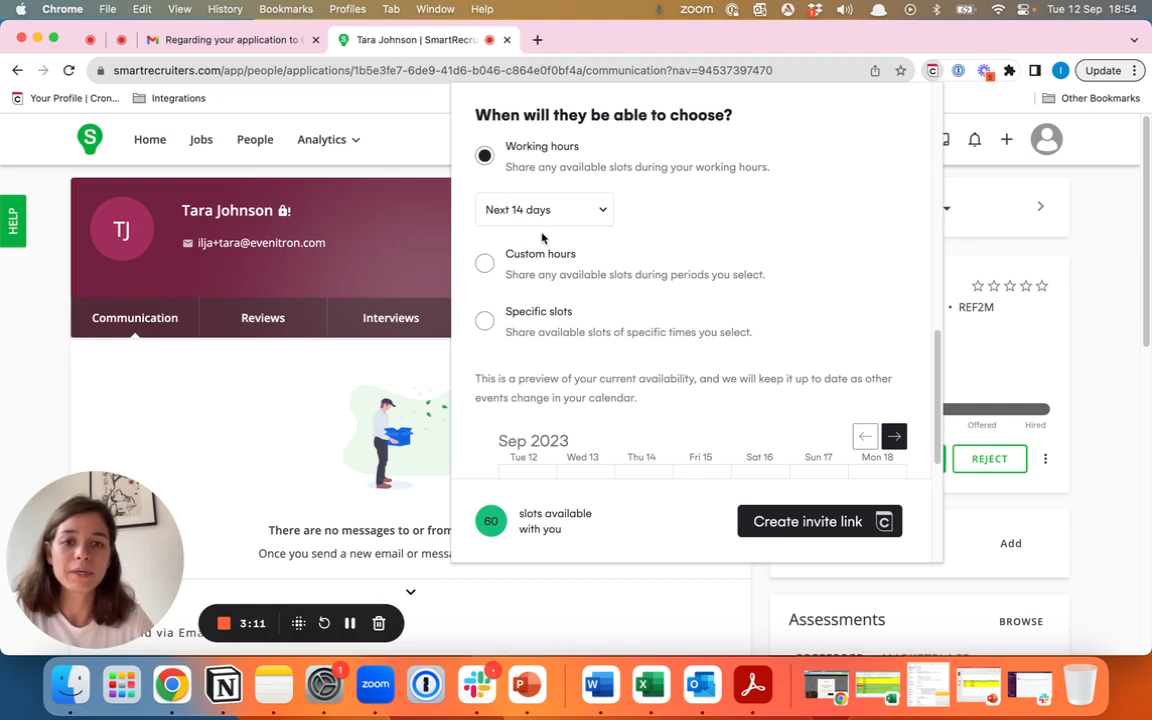 Chrome File Edit View History Bookmarks Profiles Tab Window Help
zoom Tue 12 Sep 18:54
Regarding your application to
Tara Johnson | SmartRecru
smartrecruiters.com/app/people/applications/1b5e3fe7-6de9-41d6-b046-c864e0f0bf4a/communication?nav=94537397470
Update
Your Profile | Cron...
Integrations
Other Bookmarks
S
Home Jobs People Analytics
HELP
TJ
Tara Johnson
ilja+tara@evenitron.com
Communication Reviews Interviews
There are no messages to or from
Once you send a new email or messa
d via Ema
3:11
When will they be able to choose?
Working hours
Share any available slots during your working hours.
Next 14 days
Custom hours
Share any available slots during periods you select.
Specific slots
Share available slots of specific times you select.
This is a preview of your current availability, and we will keep it up to date as other
events change in your calendar.
Sep 2023
Tue 12 Wed 13 Thu 14 Fri 15 Sat 16 Sun 17 Mon 18
60
slots available
with you
Create invite link
• REF2M
Offered Hired
REJECT
Add
Assessments BROWSE
zoom